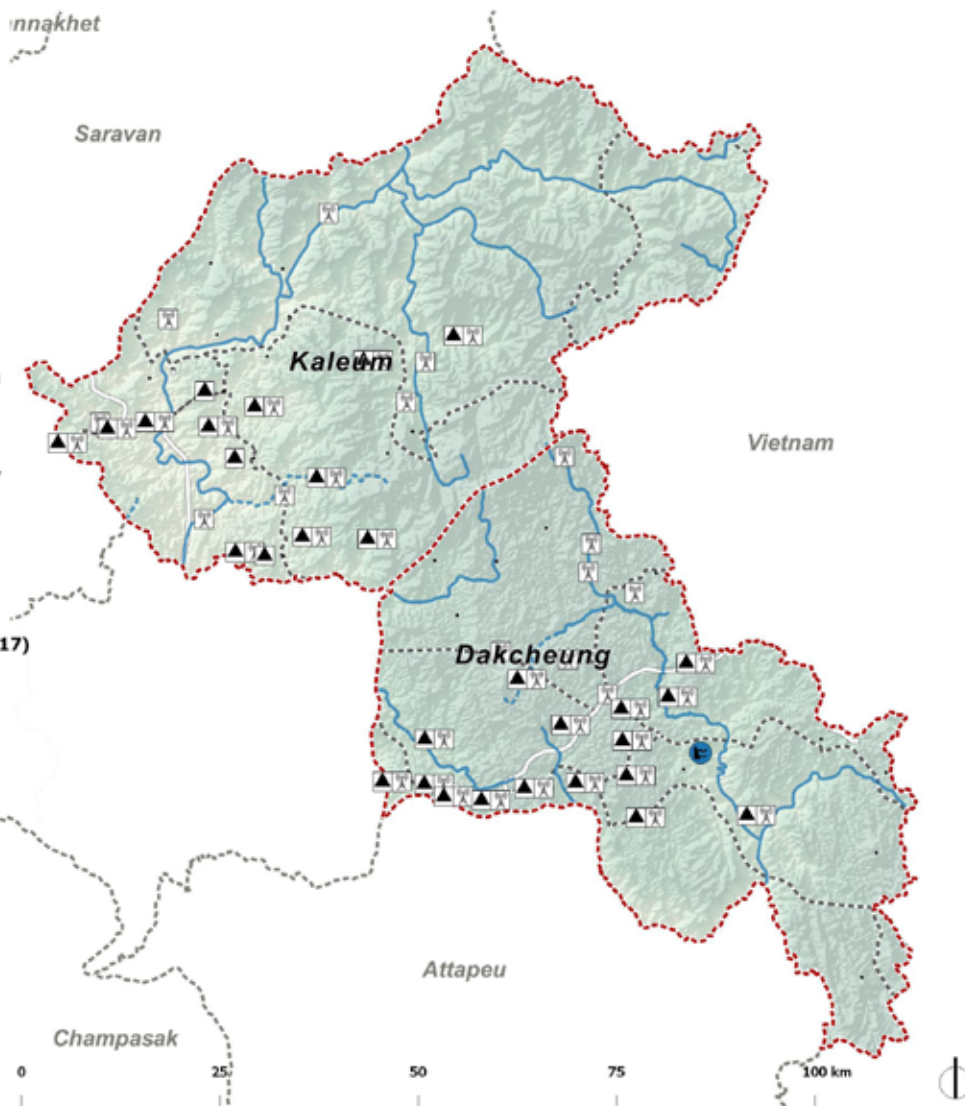 nnakhet
Saravan
Kaleum
Vietnam
17)
Dakcheung
Attapeu
Champasak
0 25 50 75 100 km